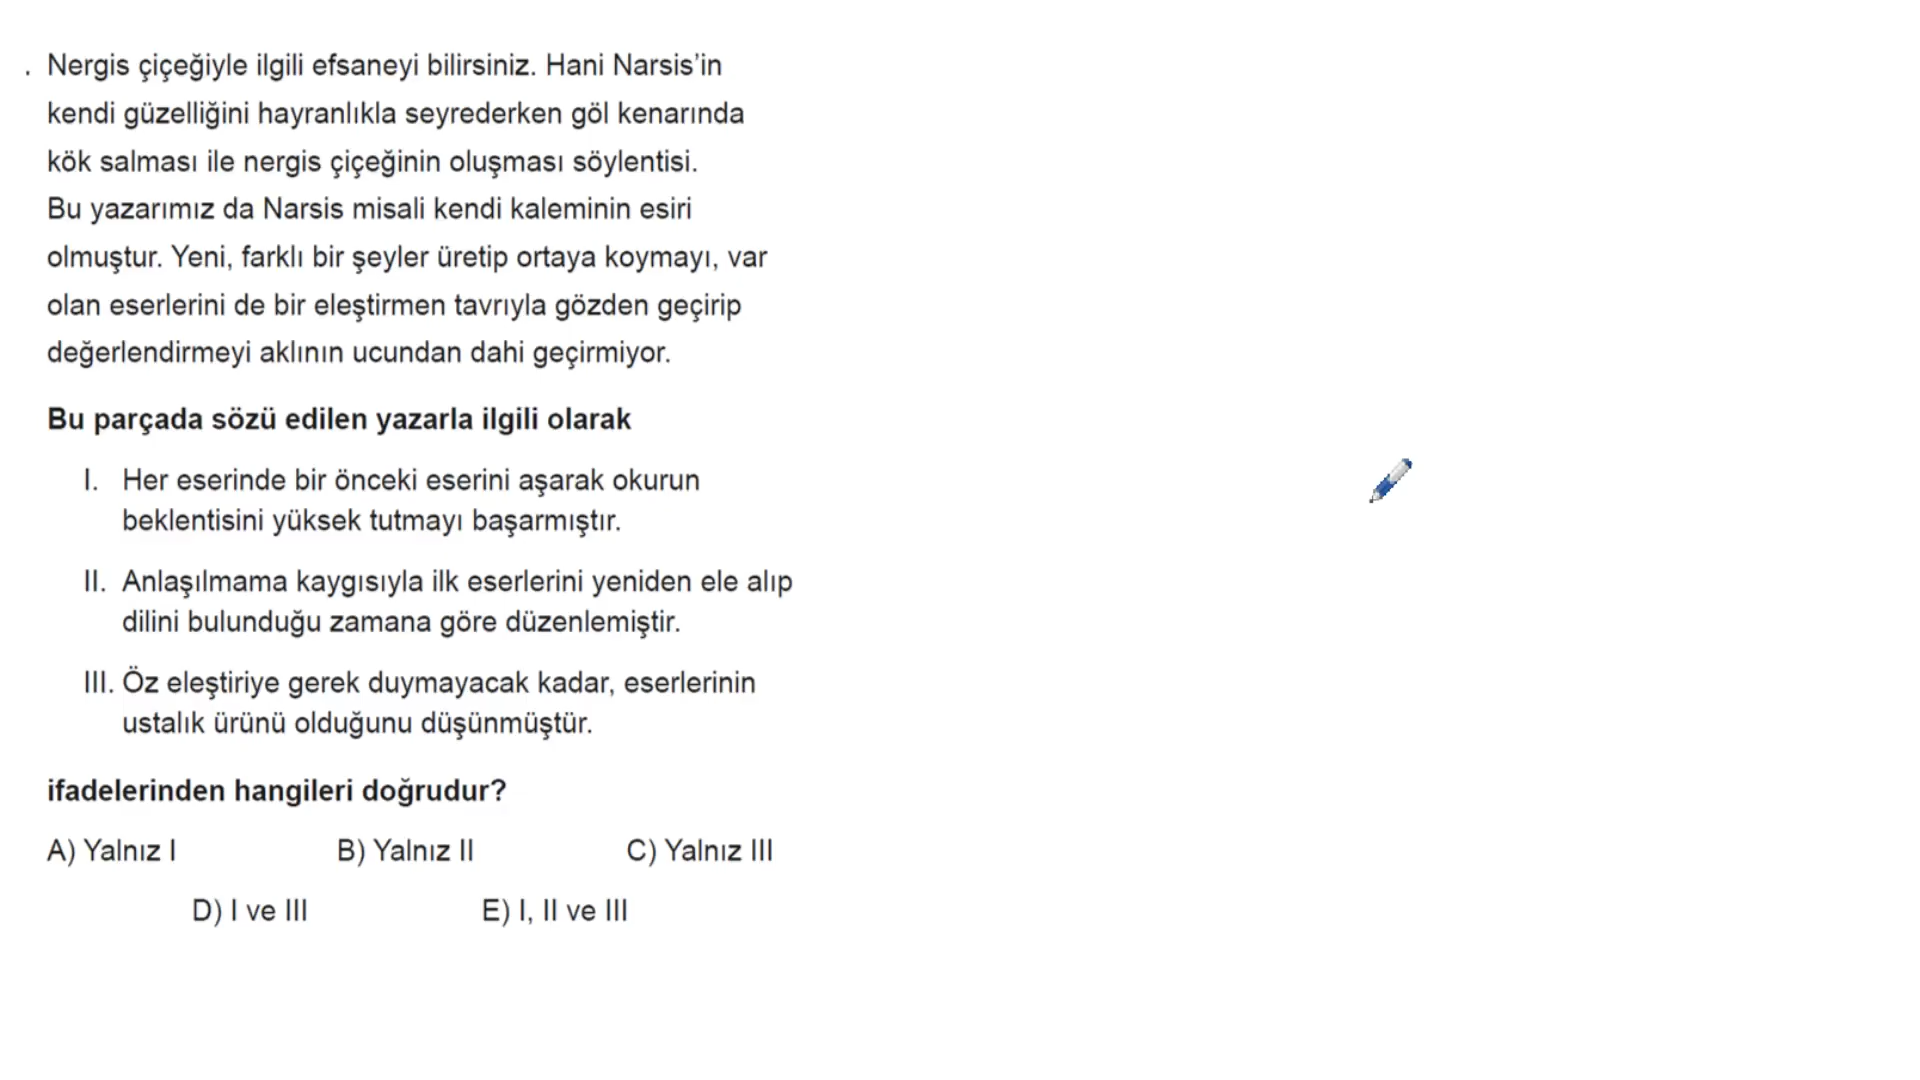 . Nergis çiçeğiyle ilgili efsaneyi bilirsiniz. Hani Narsis’in
kendi güzelliğini hayranlıkla seyrederken göl kenarında
kök salması ile nergis çiçeğinin oluşması söylentisi.
Bu yazarımız da Narsis misali kendi kaleminin esiri
olmuştur. Yeni, farklı bir şeyler üretip ortaya koymayı, var
olan eserlerini de bir eleştirmen tavrıyla gözden geçirip
değerlendirmeyi aklının ucundan dahi geçirmiyor.
Bu parçada sözü edilen yazarla ilgili olarak
I. Her eserinde bir önceki eserini aşarak okurun
beklentisini yüksek tutmayı başarmıştır.
II. Anlaşılmama kaygısıyla ilk eserlerini yeniden ele alıp
dilini bulunduğu zamana göre düzenlemiştir.
III. Öz eleştiriye gerek duymayacak kadar, eserlerinin
ustalık ürünü olduğunu düşünmüştür.
ifadelerinden hangileri doğrudur?
A) Yalnız I B) Yalnız II C) Yalnız III
D) I ve III E) I, II ve III